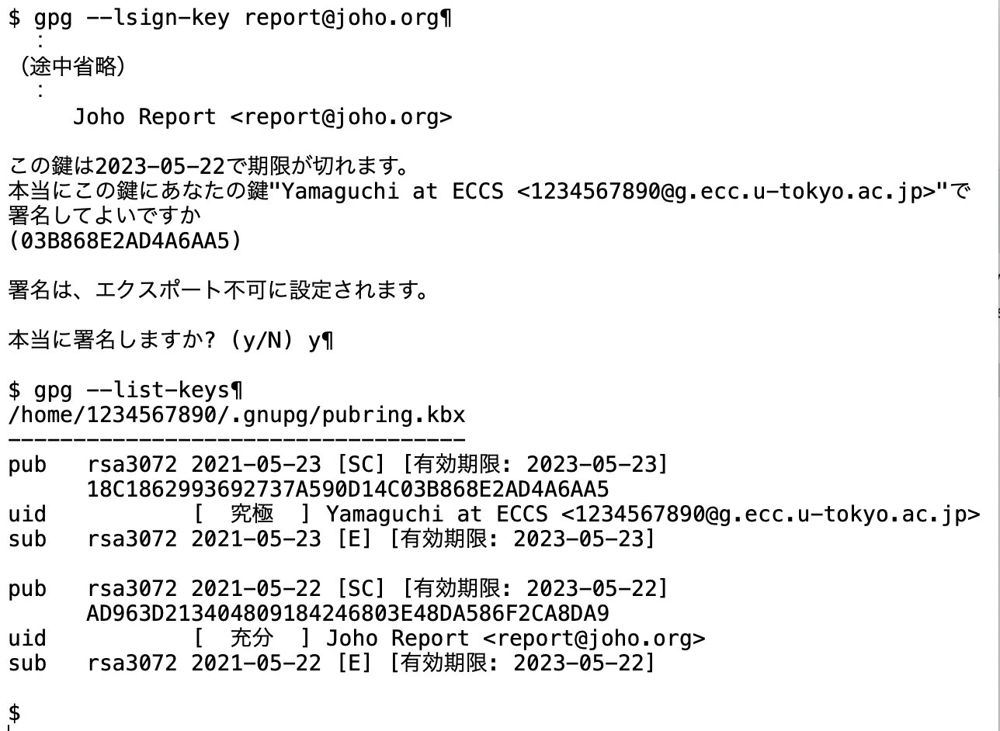 $ gpg --lsign-key report@joho.org¶
:
（途中省略）
:
Joho Report <report@joho.org>
この鍵は2023-05-22で期限が切れます。
本当にこの鍵にあなたの鍵"Yamaguchi at ECCS <1234567890@g.ecc.u-tokyo.ac.jp>"で
署名してよいですか
(03B868E2AD4A6AA5)
署名は、エクスポート不可に設定されます。
本当に署名しますか? (y/N) y¶
$ gpg --list-keys¶
/home/1234567890/.gnupg/pubring.kbx
-----------------------------------
pub   rsa3072 2021-05-23 [SC] [有効期限: 2023-05-23]
18C1862993692737A590D14C03B868E2AD4A6AA5
uid           [  究極  ] Yamaguchi at ECCS <1234567890@g.ecc.u-tokyo.ac.jp>
sub   rsa3072 2021-05-23 [E] [有効期限: 2023-05-23]
pub   rsa3072 2021-05-22 [SC] [有効期限: 2023-05-22]
AD963D213404809184246803E48DA586F2CA8DA9
uid           [  充分  ] Joho Report <report@joho.org>
sub   rsa3072 2021-05-22 [E] [有効期限: 2023-05-22]
$